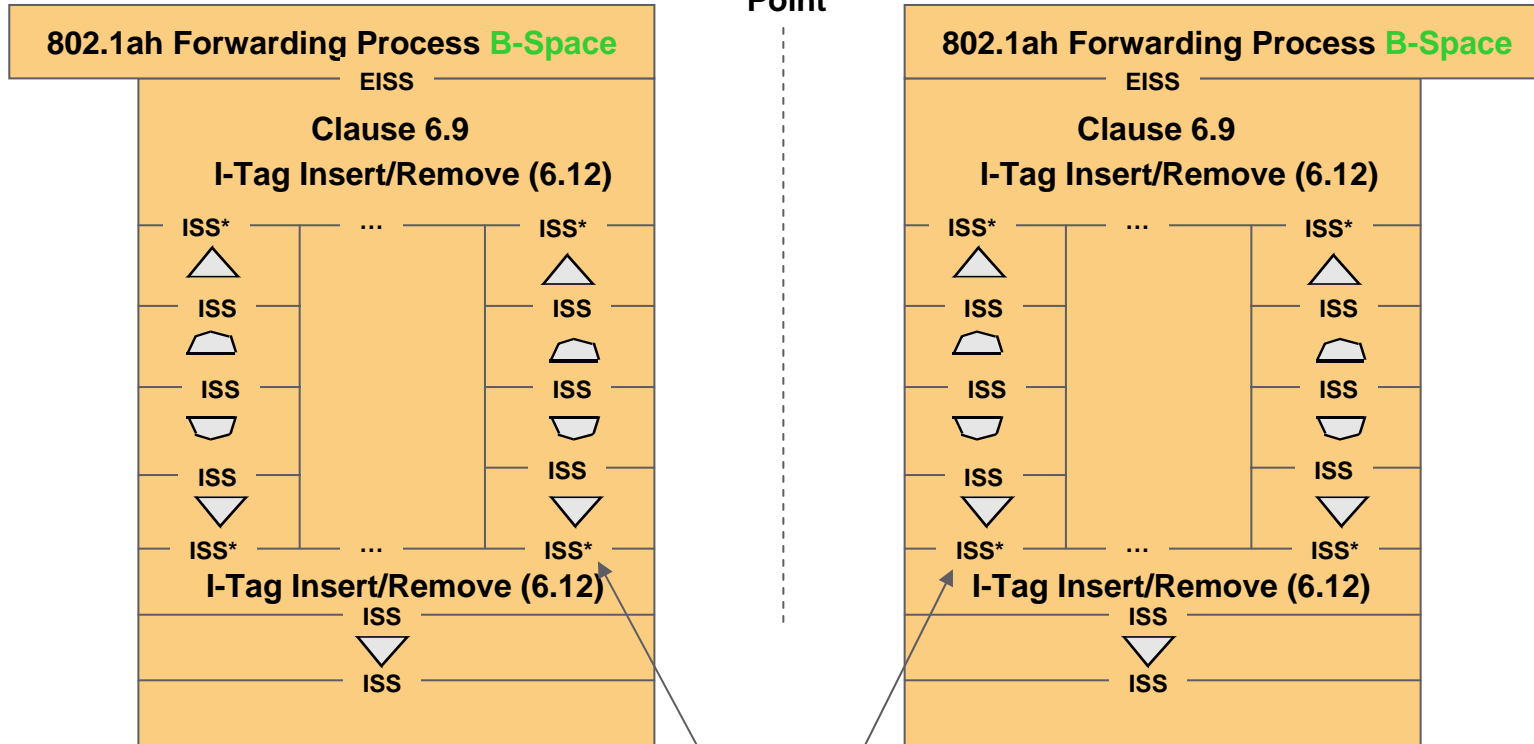 Point
802.1ah Forwarding Process B-Space
EISS
Clause 6.9
I-Tag Insert/Remove (6.12)
ISS* ... ISS*
ISS ISS
ISS ISS
ISS ISS
ISS* ... ISS*
I-Tag Insert/Remove (6.12)
ISS
ISS
802.1ah Forwarding Process B-Space
EISS
Clause 6.9
I-Tag Insert/Remove (6.12)
ISS* ... ISS*
ISS ISS
ISS ISS
ISS ISS
ISS* ... ISS*
I-Tag Insert/Remove (6.12)
ISS
ISS